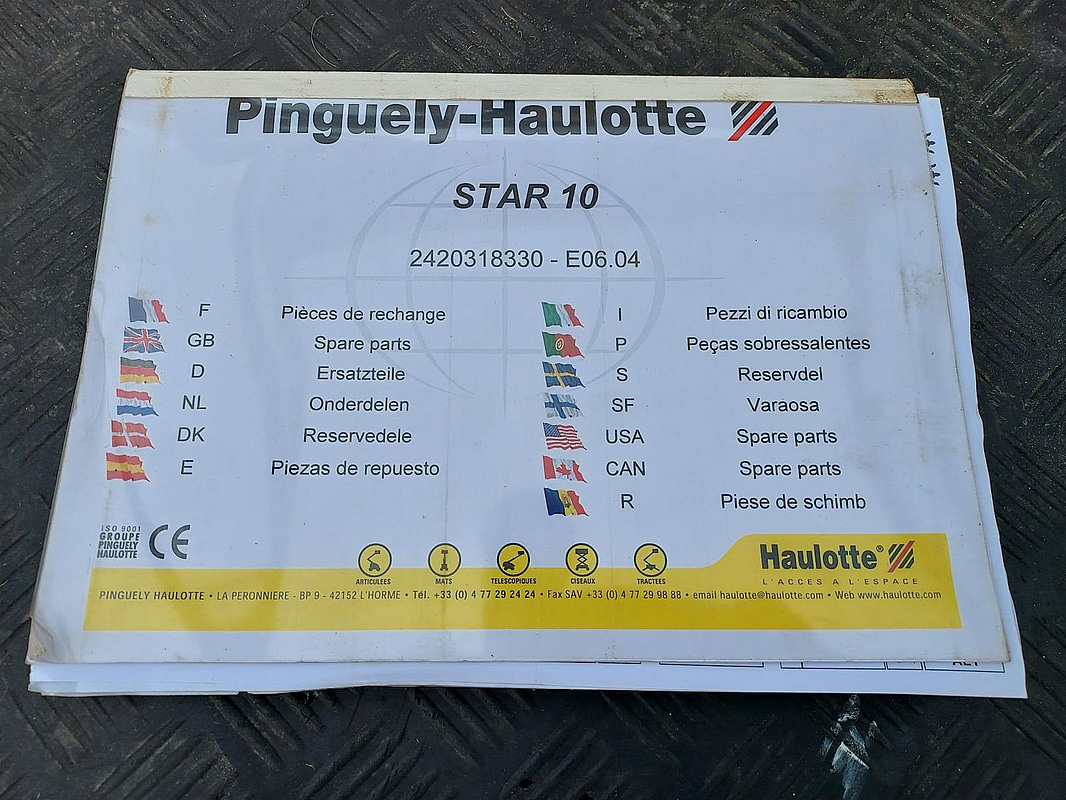 Pinguely-Haulotte
STAR 10
2420318330 - E06.04
F Pièces de rechange
GB Spare parts
D Ersatzteile
NL Onderdelen
DK Reservedele
E Piezas de repuesto
I Pezzi di ricambio
P Peças sobressalentes
S Reservdel
SF Varaosa
USA Spare parts
CAN Spare parts
R Piese de schimb
ISO 9001
GROUPE
PINGUELY
HAULOTTE
CE
ARTICULEES MATS TELESCOPIQUES CISEAUX TRACTEES
Haulotte®
L'ACCES A L'ESPACE
PINGUELY HAULOTTE • LA PERONNIERE - BP 9 - 42152 L'HORME • Tél. +33 (0) 4 77 29 24 24 • Fax SAV +33 (0) 4 77 29 98 88 • email haulotte@haulotte.com • Web www.haulotte.com